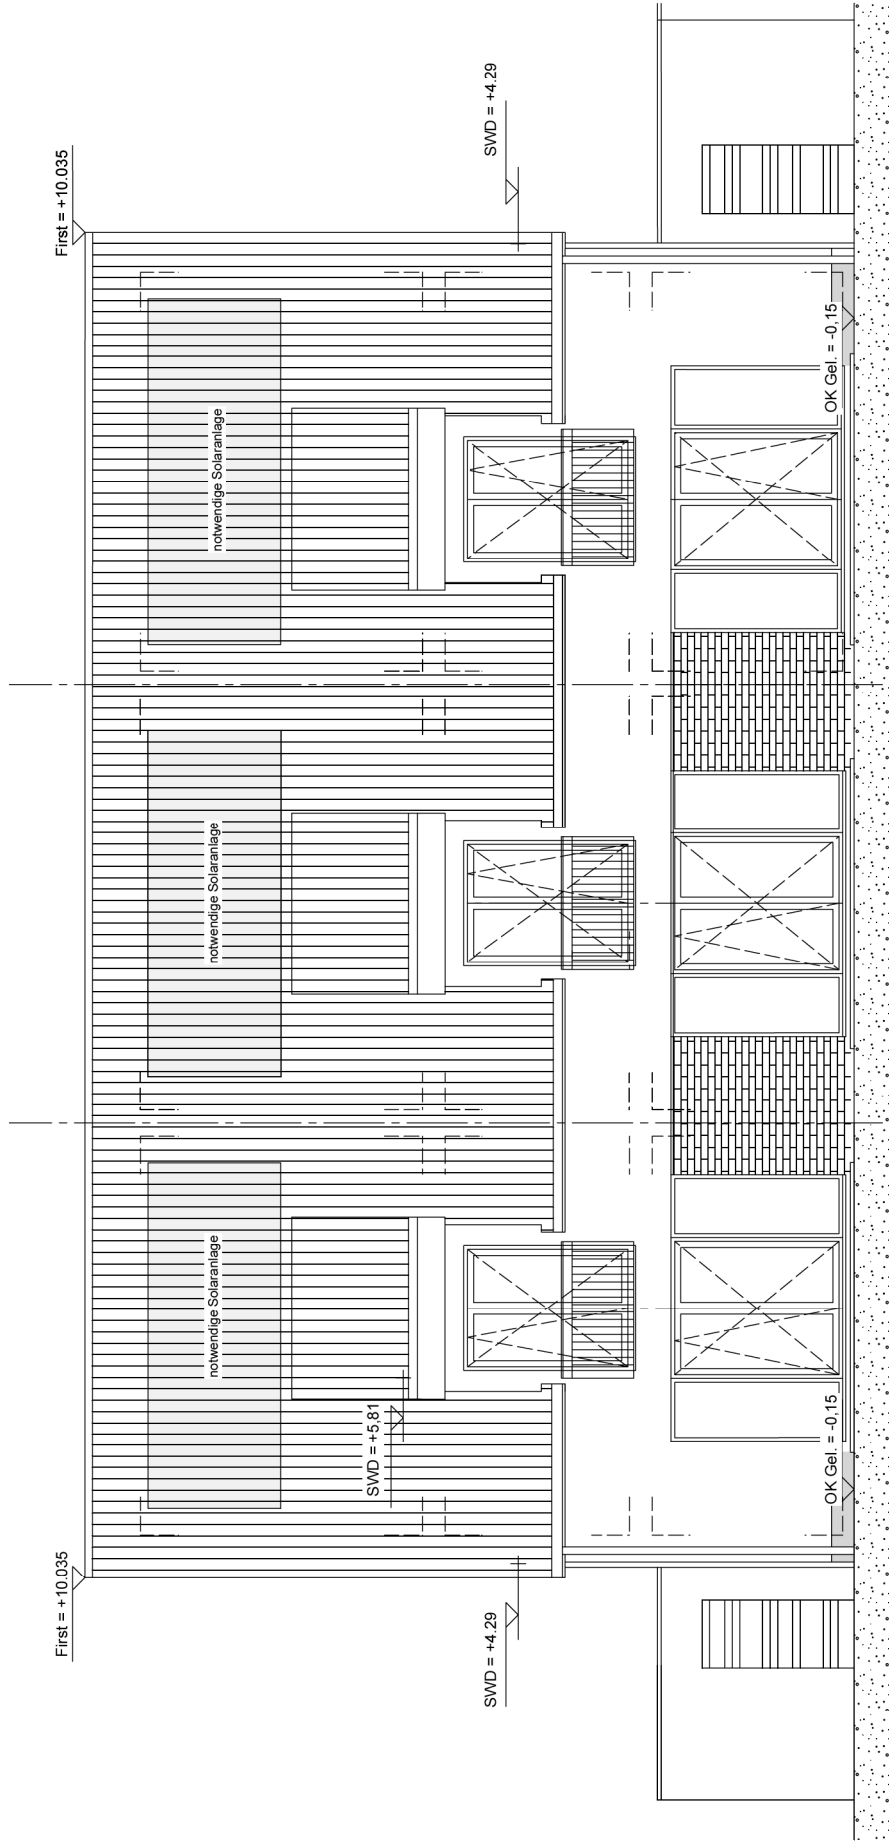 First = +10.035
First = +10.035
notwendige Solaranlage
notwendige Solaranlage
notwendige Solaranlage
SWD = +5,81
SWD = +4.29
SWD = +4.29
OK Gel. = -0,15
OK Gel. = -0,15